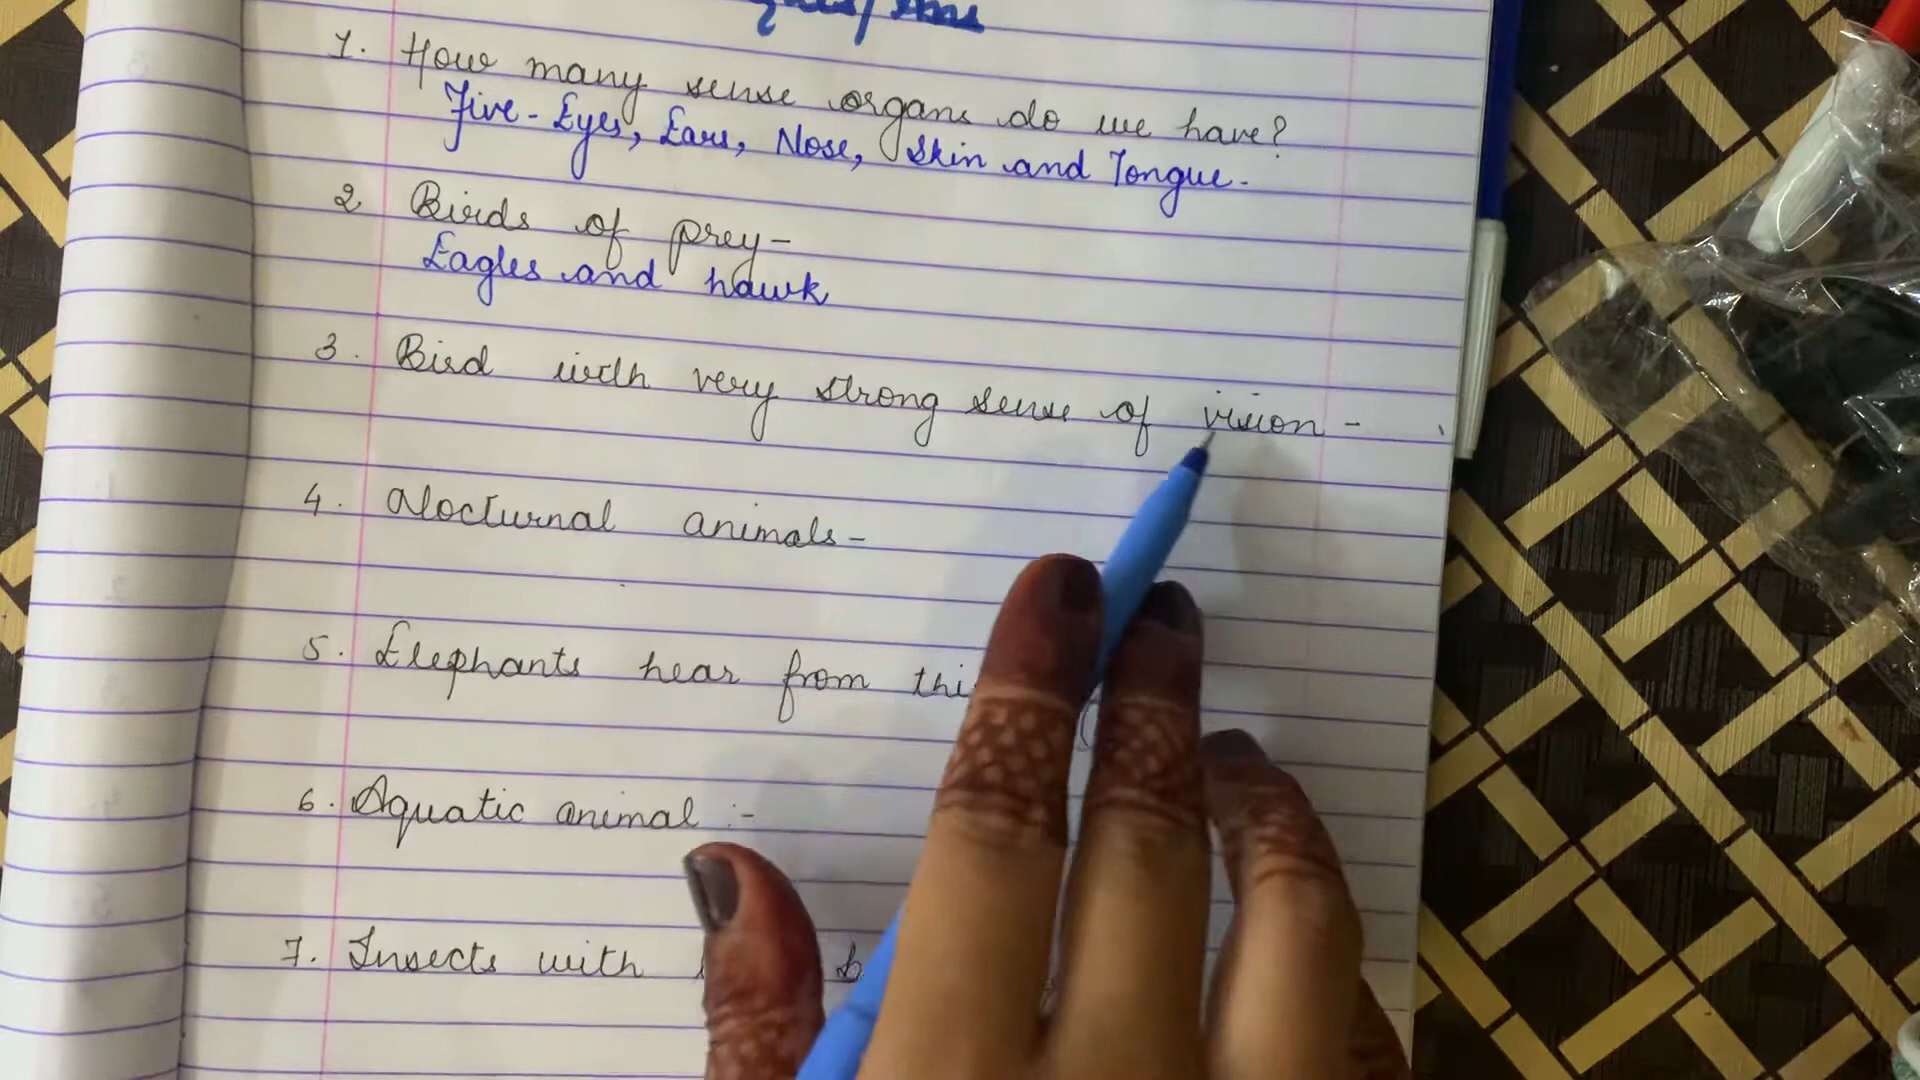 1. How many sense organs do we have?
Five - Eyes, Ears, Nose, Skin and Tongue.
2 Birds of prey -
Eagles and hawk
3. Bird with very strong sense of vision -
4. Nocturnal animals -
5. Elephants hear from
6. Aquatic animal :-
7. Insects with